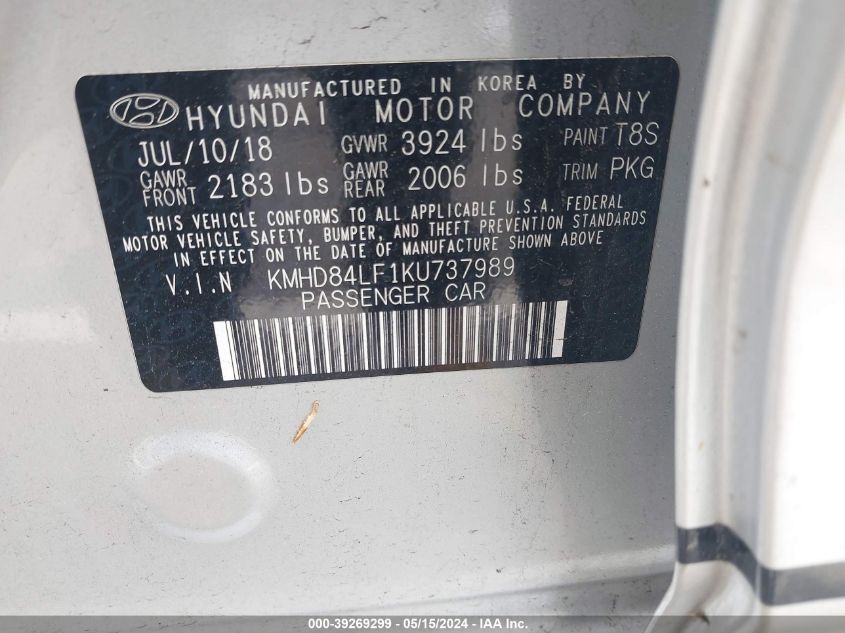 MANUFACTURED IN KOREA BY
HYUNDAI MOTOR COMPANY
JUL/10/18 GVWR 3924 lbs PAINT T8S
GAWR FRONT 2183 lbs GAWR REAR 2006 lbs TRIM PKG
THIS VEHICLE CONFORMS TO ALL APPLICABLE U.S.A. FEDERAL
MOTOR VEHICLE SAFETY, BUMPER, AND THEFT PREVENTION STANDARDS
IN EFFECT ON THE DATE OF MANUFACTURE SHOWN ABOVE
V.I.N KMHD84LF1KU737989
PASSENGER CAR
000-39269299 - 05/15/2024 - IAAI Inc.